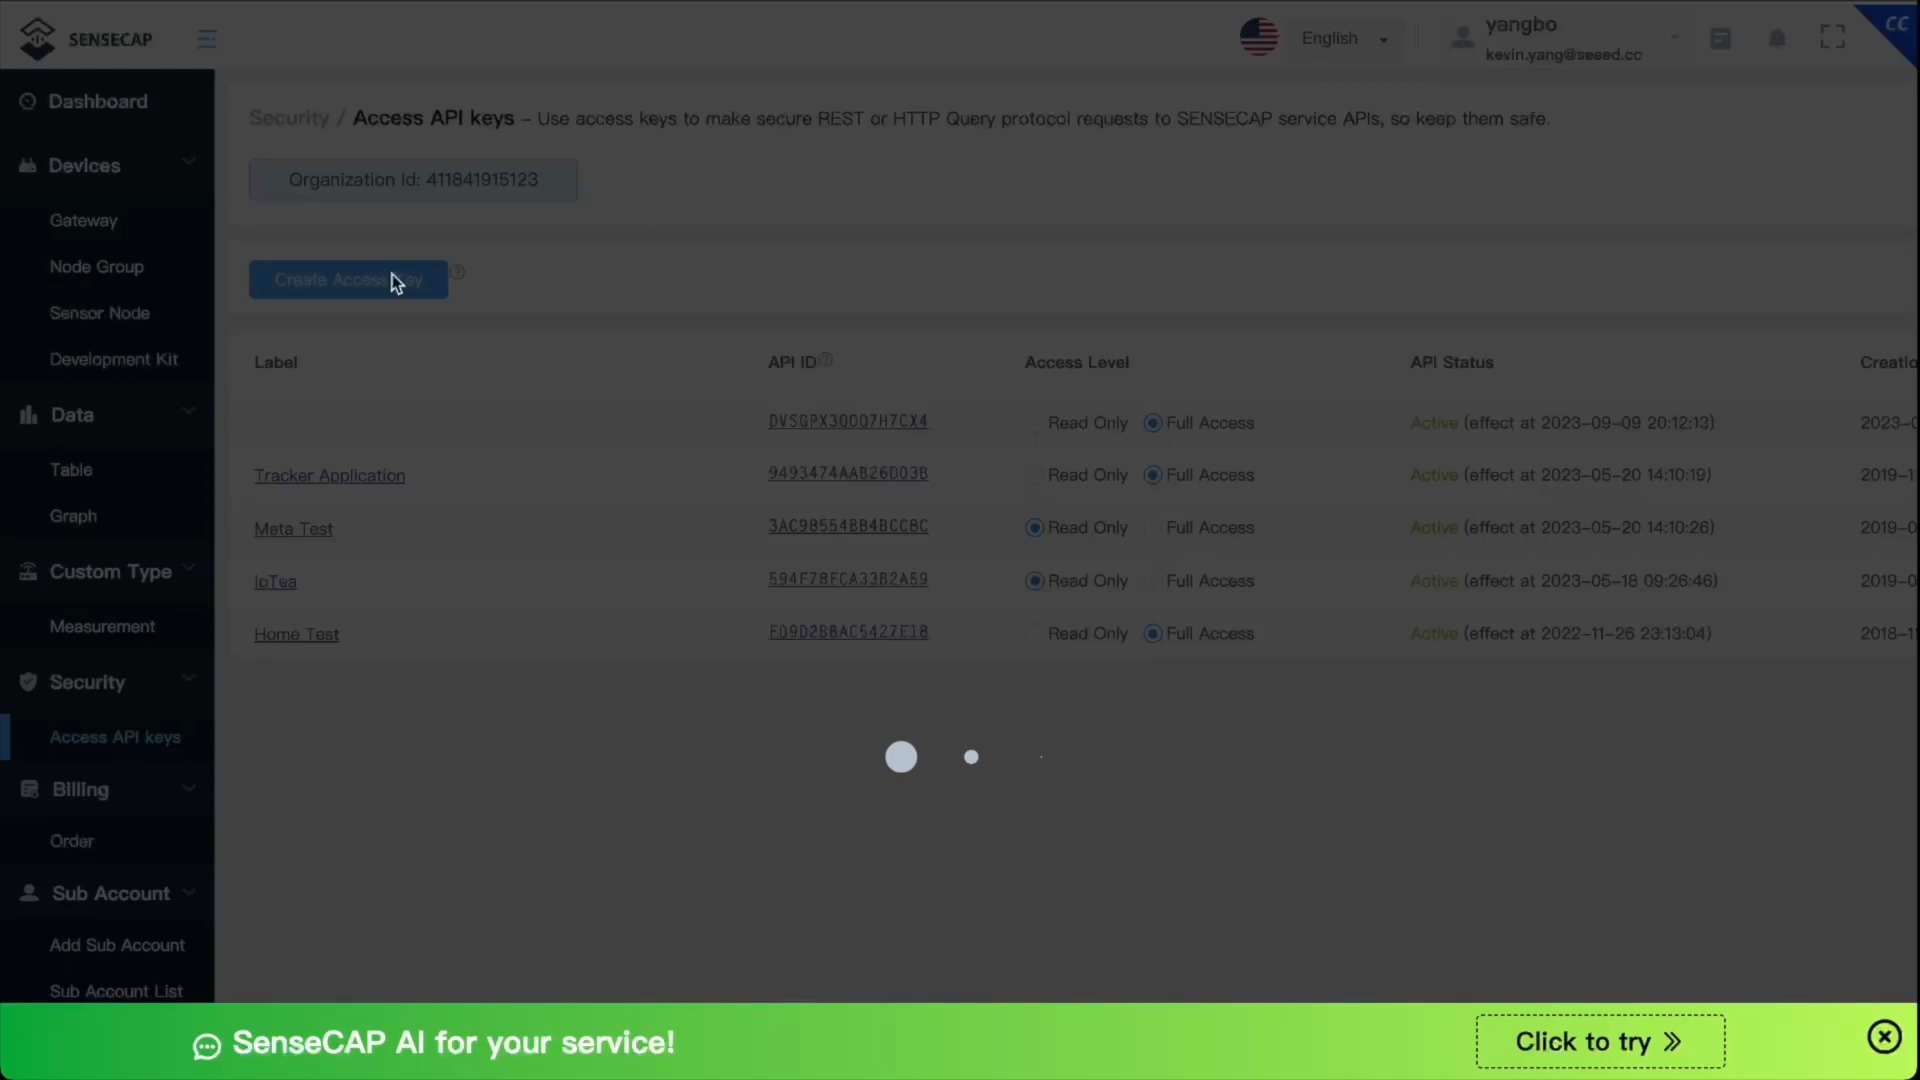 SENSECAP
English
yangbo
kevin.yang@seeed.cc
CC
Dashboard
Devices
Gateway
Node Group
Sensor Node
Development Kit
Data
Table
Graph
Custom Type
Measurement
Security
Access API keys
Billing
Order
Sub Account
Add Sub Account
Sub Account List
Security / Access API keys – Use access keys to make secure REST or HTTP Query protocol requests to SENSECAP service APIs, so keep them safe.
Organization Id: 411841915123
Create Access Key
Label API ID Access Level API Status Creatio
Read Only Full Access Active (effect at 2023-09-09 20:12:13) 2023-0
Tracker Application 9493474AAB26D03B Read Only Full Access Active (effect at 2023-05-20 14:10:19) 2019-1
Meta Test 3AC98554BB4BCC8C Read Only Full Access Active (effect at 2023-05-20 14:10:26) 2019-0
IoTea 594F78FCA33B2A59 Read Only Full Access Active (effect at 2023-05-18 09:26:46) 2019-0
Home Test Read Only Full Access Active (effect at 2022-11-26 23:13:04) 2018-1
SenseCAP AI for your service!
Click to try